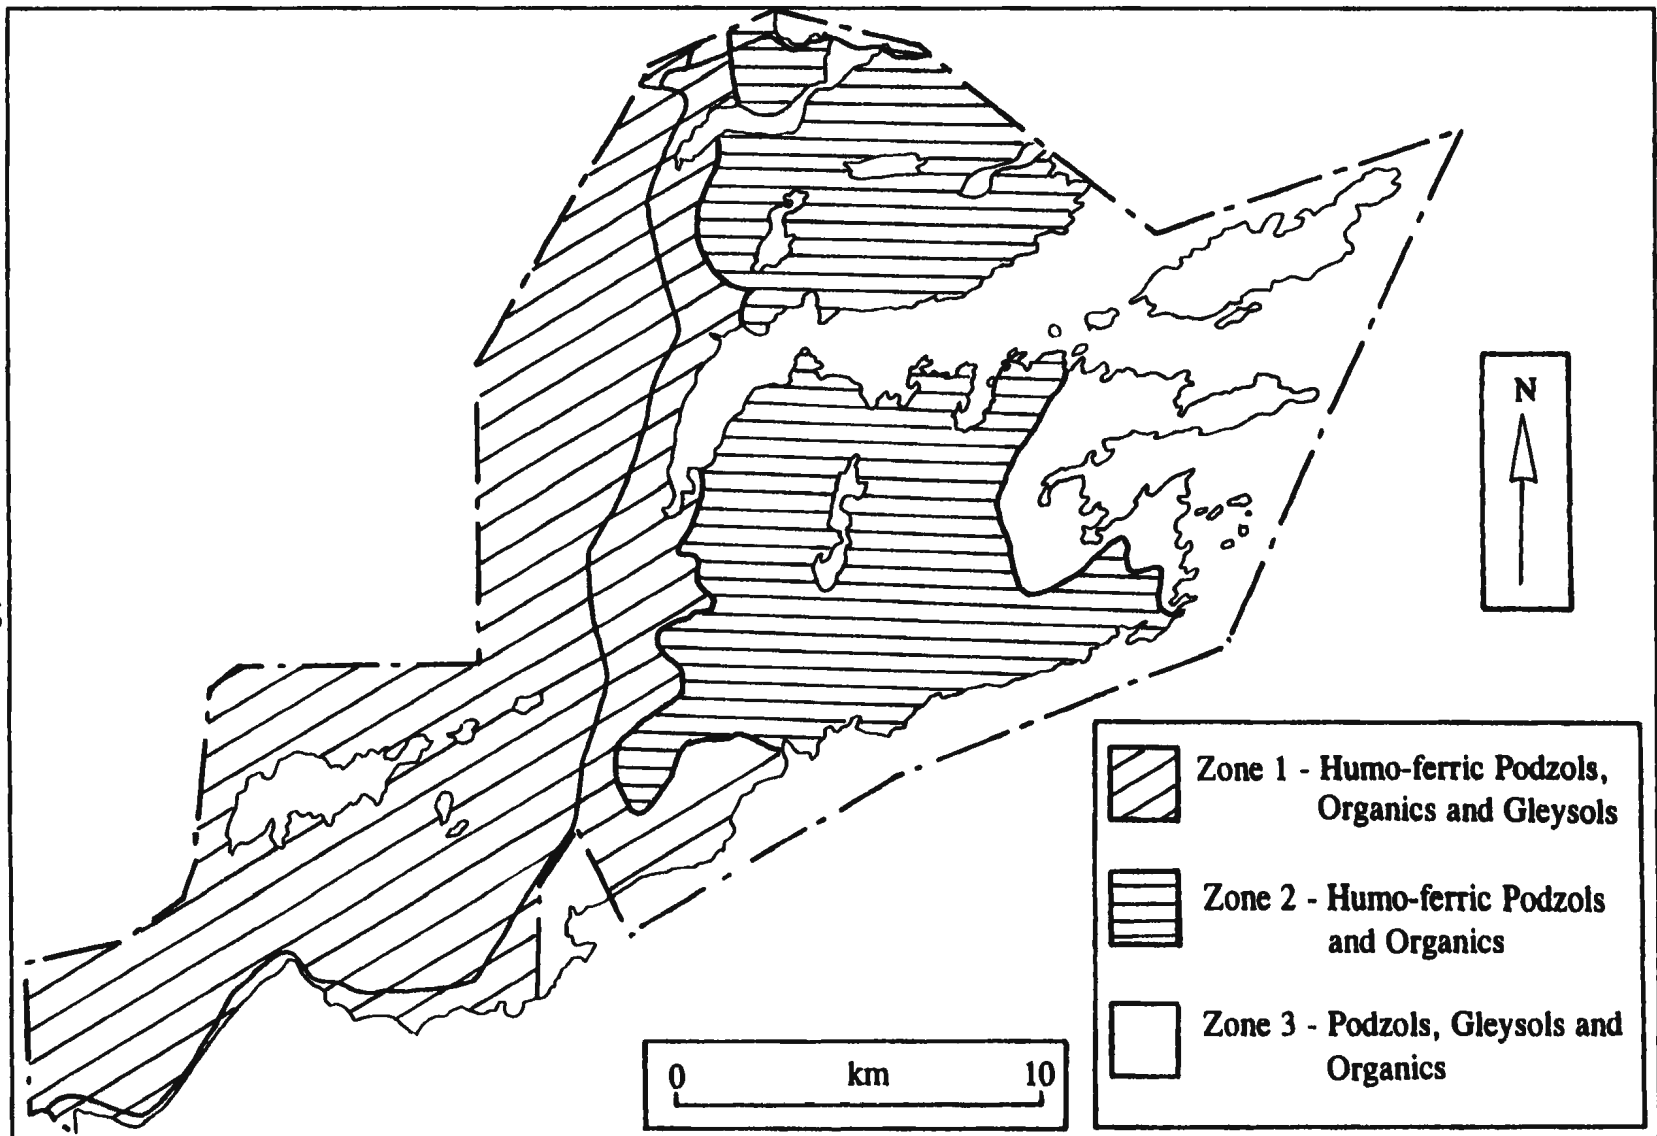 N
Zone 1 - Humo-ferric Podzols,
Organics and Gleysols
Zone 2 - Humo-ferric Podzols
and Organics
Zone 3 - Podzols, Gleysols and
Organics
0 km 10